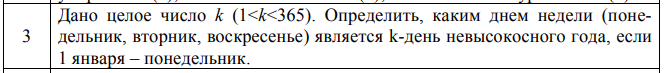 Дано целое число k (1<k<365). Определить, каким днем недели (поне-
3 дельник, вторник, воскресенье) является k-день невысокосного года, если
1 января – понедельник.